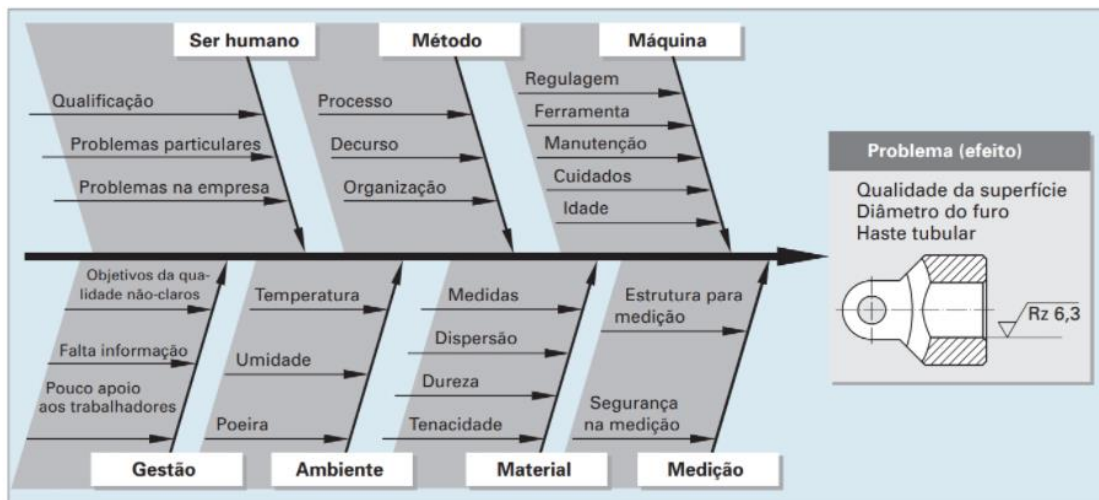 Ser humano
Método
Máquina
Qualificação
Problemas particulares
Problemas na empresa
Processo
Decurso
Organização
Regulagem
Ferramenta
Manutenção
Cuidados
Idade
Problema (efeito)
Qualidade da superfície
Diâmetro do furo
Haste tubular
Rz 6,3
Objetivos da qua-
lidade não-claros
Falta informação
Pouco apoio
aos trabalhadores
Temperatura
Umidade
Poeira
Medidas
Dispersão
Dureza
Tenacidade
Estrutura para
medição
Segurança
na medição
Gestão
Ambiente
Material
Medição